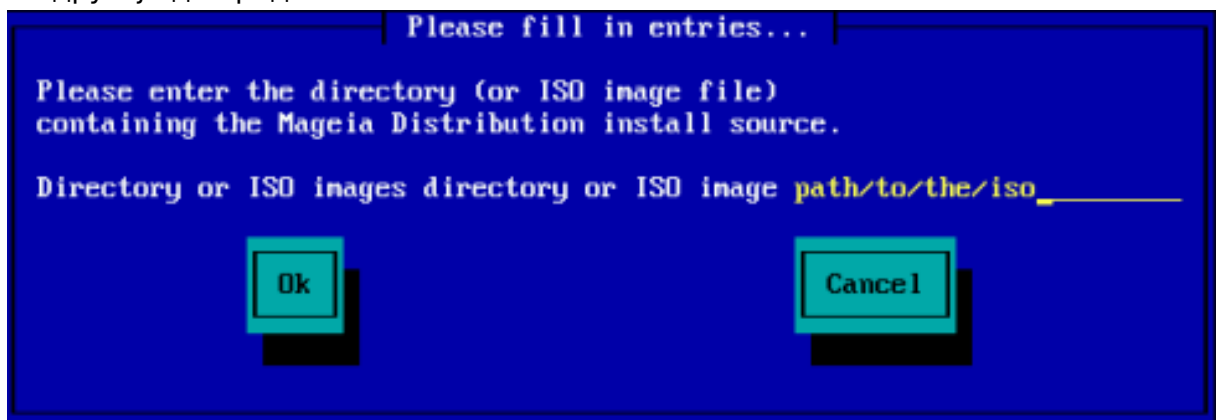 Please fill in entries...
Please enter the directory (or ISO image file)
containing the Mageia Distribution install source.
Directory or ISO images directory or ISO image path/to/the/iso_
Ok Cancel